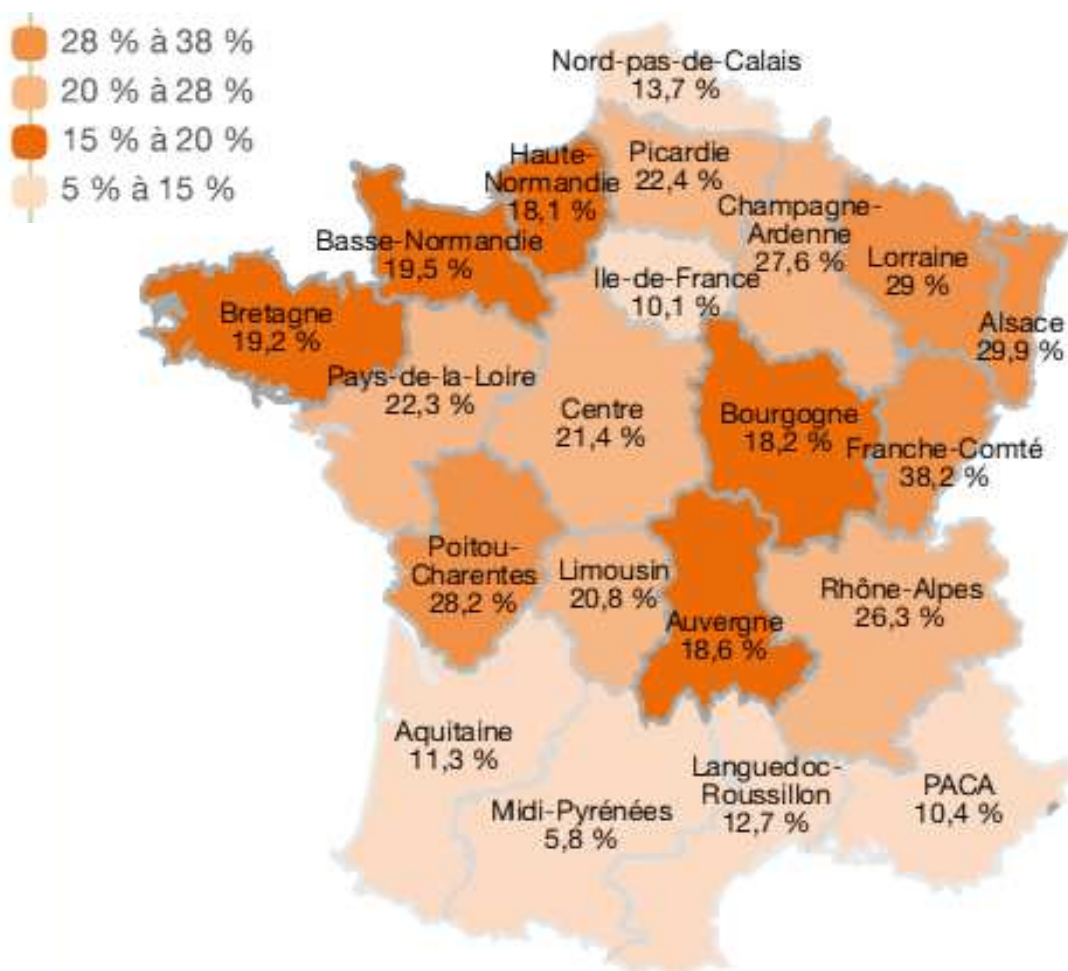 28 % à 38 %
20 % à 28 %
15 % à 20 %
5 % à 15 %
Nord-pas-de-Calais
13,7 %
Haute-
Normandie
18,1 %
Picardie
22,4 %
Champagne-
Ardenne
27,6 %
Basse-Normandie
19,5 %
Ile-de-France
10,1 %
Lorraine
29 %
Alsace
29,9 %
Bretagne
19,2 %
Pays-de-la-Loire
22,3 %
Centre
21,4 %
Bourgogne
18,2 %
Franche-Comté
38,2 %
Poitou-
Charentes
28,2 %
Limousin
20,8 %
Auvergne
18,6 %
Rhône-Alpes
26,3 %
Aquitaine
11,3 %
Midi-Pyrénées
5,8 %
Languedoc-
Roussillon
12,7 %
PACA
10,4 %